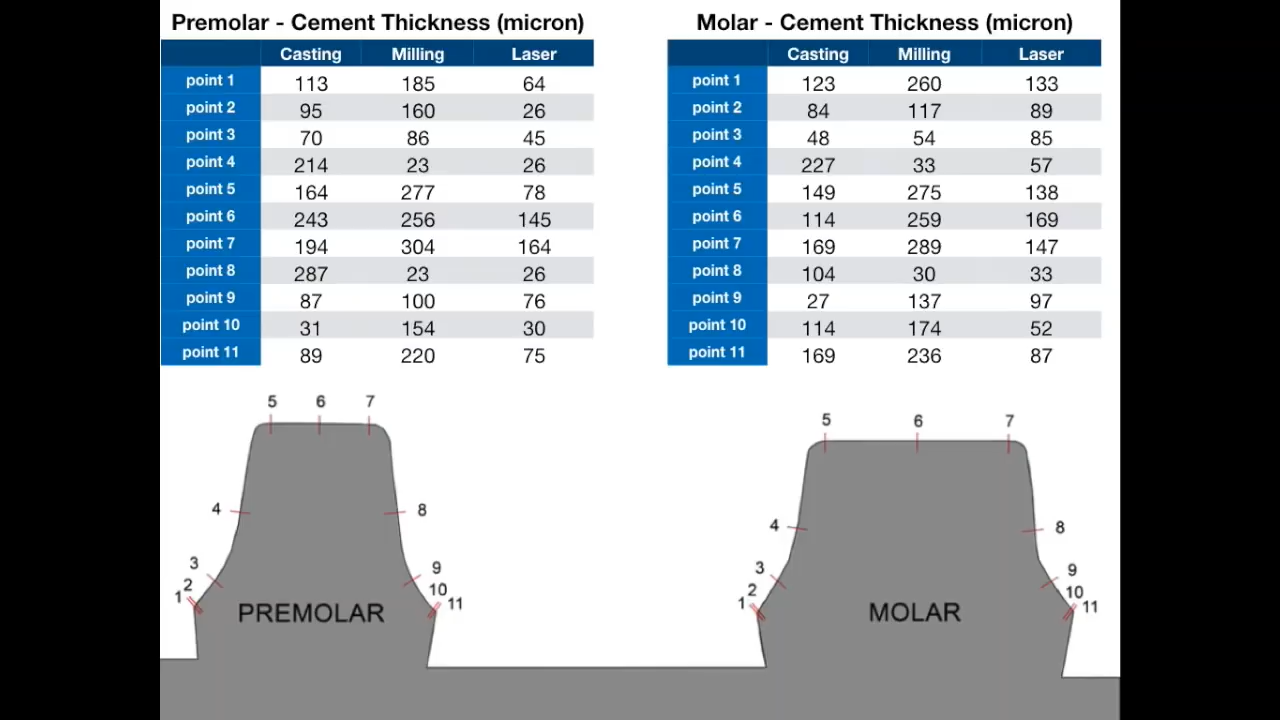 Premolar - Cement Thickness (micron)
Casting Milling Laser
point 1 113 185 64
point 2 95 160 26
point 3 70 86 45
point 4 214 23 26
point 5 164 277 78
point 6 243 256 145
point 7 194 304 164
point 8 287 23 26
point 9 87 100 76
point 10 31 154 30
point 11 89 220 75
Molar - Cement Thickness (micron)
Casting Milling Laser
point 1 123 260 133
point 2 84 117 89
point 3 48 54 85
point 4 227 33 57
point 5 149 275 138
point 6 114 259 169
point 7 169 289 147
point 8 104 30 33
point 9 27 137 97
point 10 114 174 52
point 11 169 236 87
5 6 7
4 8
3 9
2 10
1 11
PREMOLAR
5 6 7
4 8
3 9
2 10
1 11
MOLAR